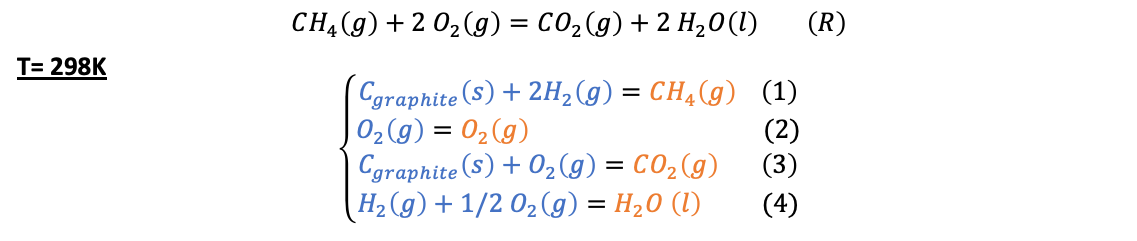 CH₄(g) + 2 O₂(g) = CO₂(g) + 2 H₂O(l) (R)
T= 298K
C_graphite(s) + 2H₂(g) = CH₄(g) (1)
O₂(g) = O₂(g) (2)
C_graphite(s) + O₂(g) = CO₂(g) (3)
H₂(g) + 1/2 O₂(g) = H₂O (l) (4)